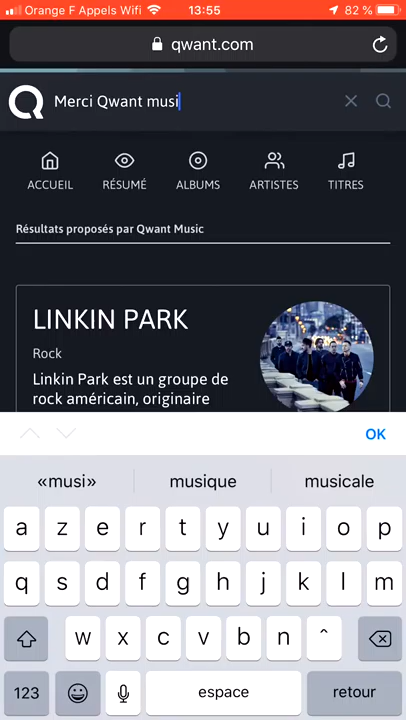 Orange F Appels Wifi 13:55 82 %
qwant.com
Merci Qwant musi
ACCUEIL RÉSUMÉ ALBUMS ARTISTES TITRES
Résultats proposés par Qwant Music
LINKIN PARK
Rock
Linkin Park est un groupe de
rock américain, originaire
OK
«musi» musique musicale
a z e r t y u i o p
q s d f g h j k l m
w x c v b n ^
123 espace retour